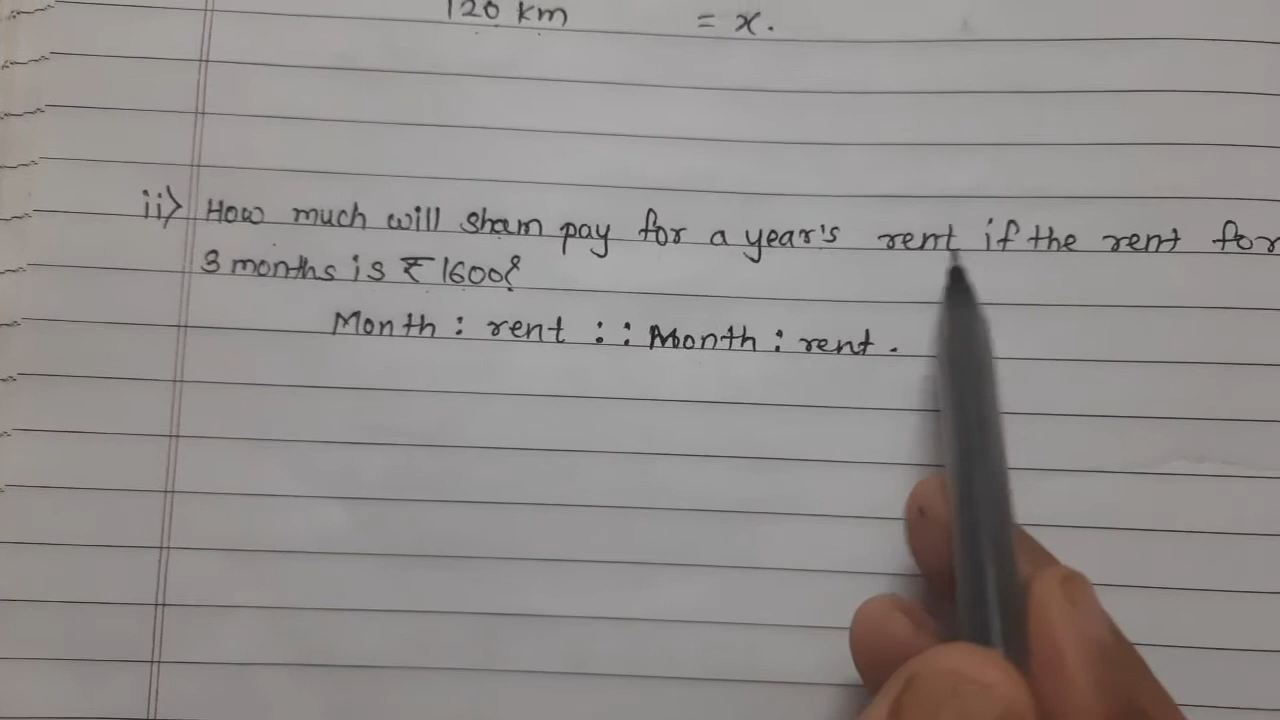 120 km = x.
ii) How much will sham pay for a year's rent if the rent for
3 months is ₹ 1600?
Month : rent :: Month : rent.